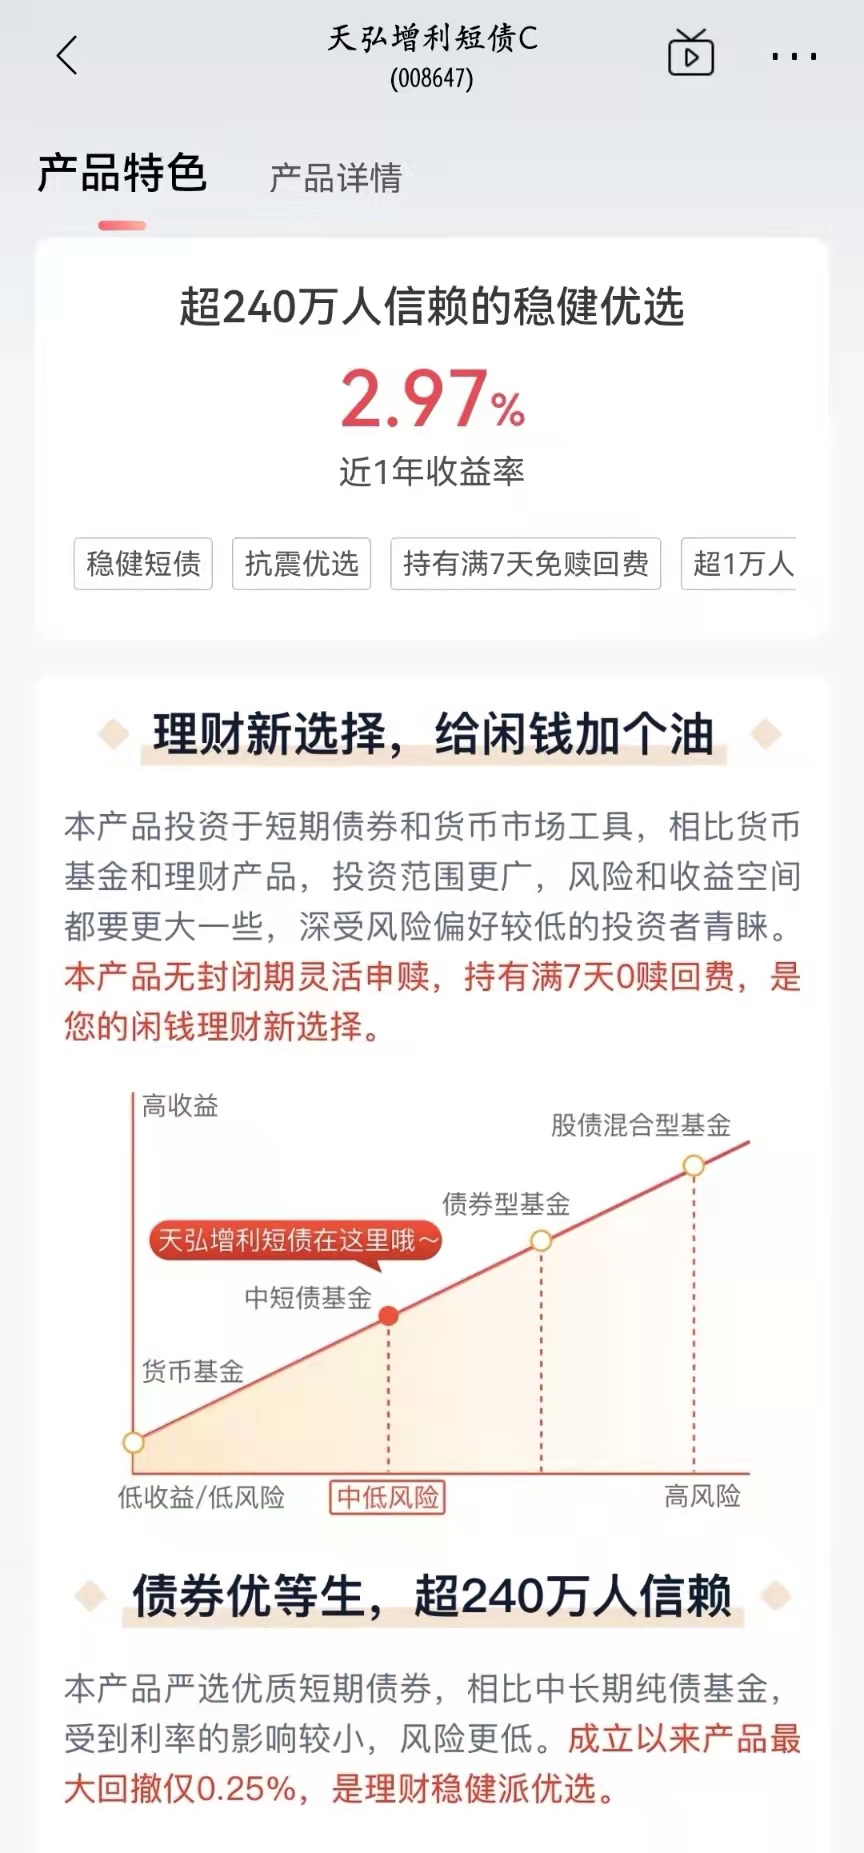 天弘增利短债C
(008647)
产品特色 产品详情
超240万人信赖的稳健优选
2.97%
近1年收益率
稳健短债 抗震优选 持有满7天免赎回费 超1万人
理财新选择，给闲钱加个油
本产品投资于短期债券和货币市场工具，相比货币
基金和理财产品，投资范围更广，风险和收益空间
都要更大一些，深受风险偏好较低的投资者青睐。
本产品无封闭期灵活申赎，持有满7天0赎回费，是
您的闲钱理财新选择。
高收益
股债混合型基金
债券型基金
天弘增利短债在这里哦～
中短债基金
货币基金
低收益/低风险 中低风险 高风险
债券优等生，超240万人信赖
本产品严选优质短期债券，相比中长期纯债基金，
受到利率的影响较小，风险更低。成立以来产品最
大回撤仅0.25%，是理财稳健派优选。